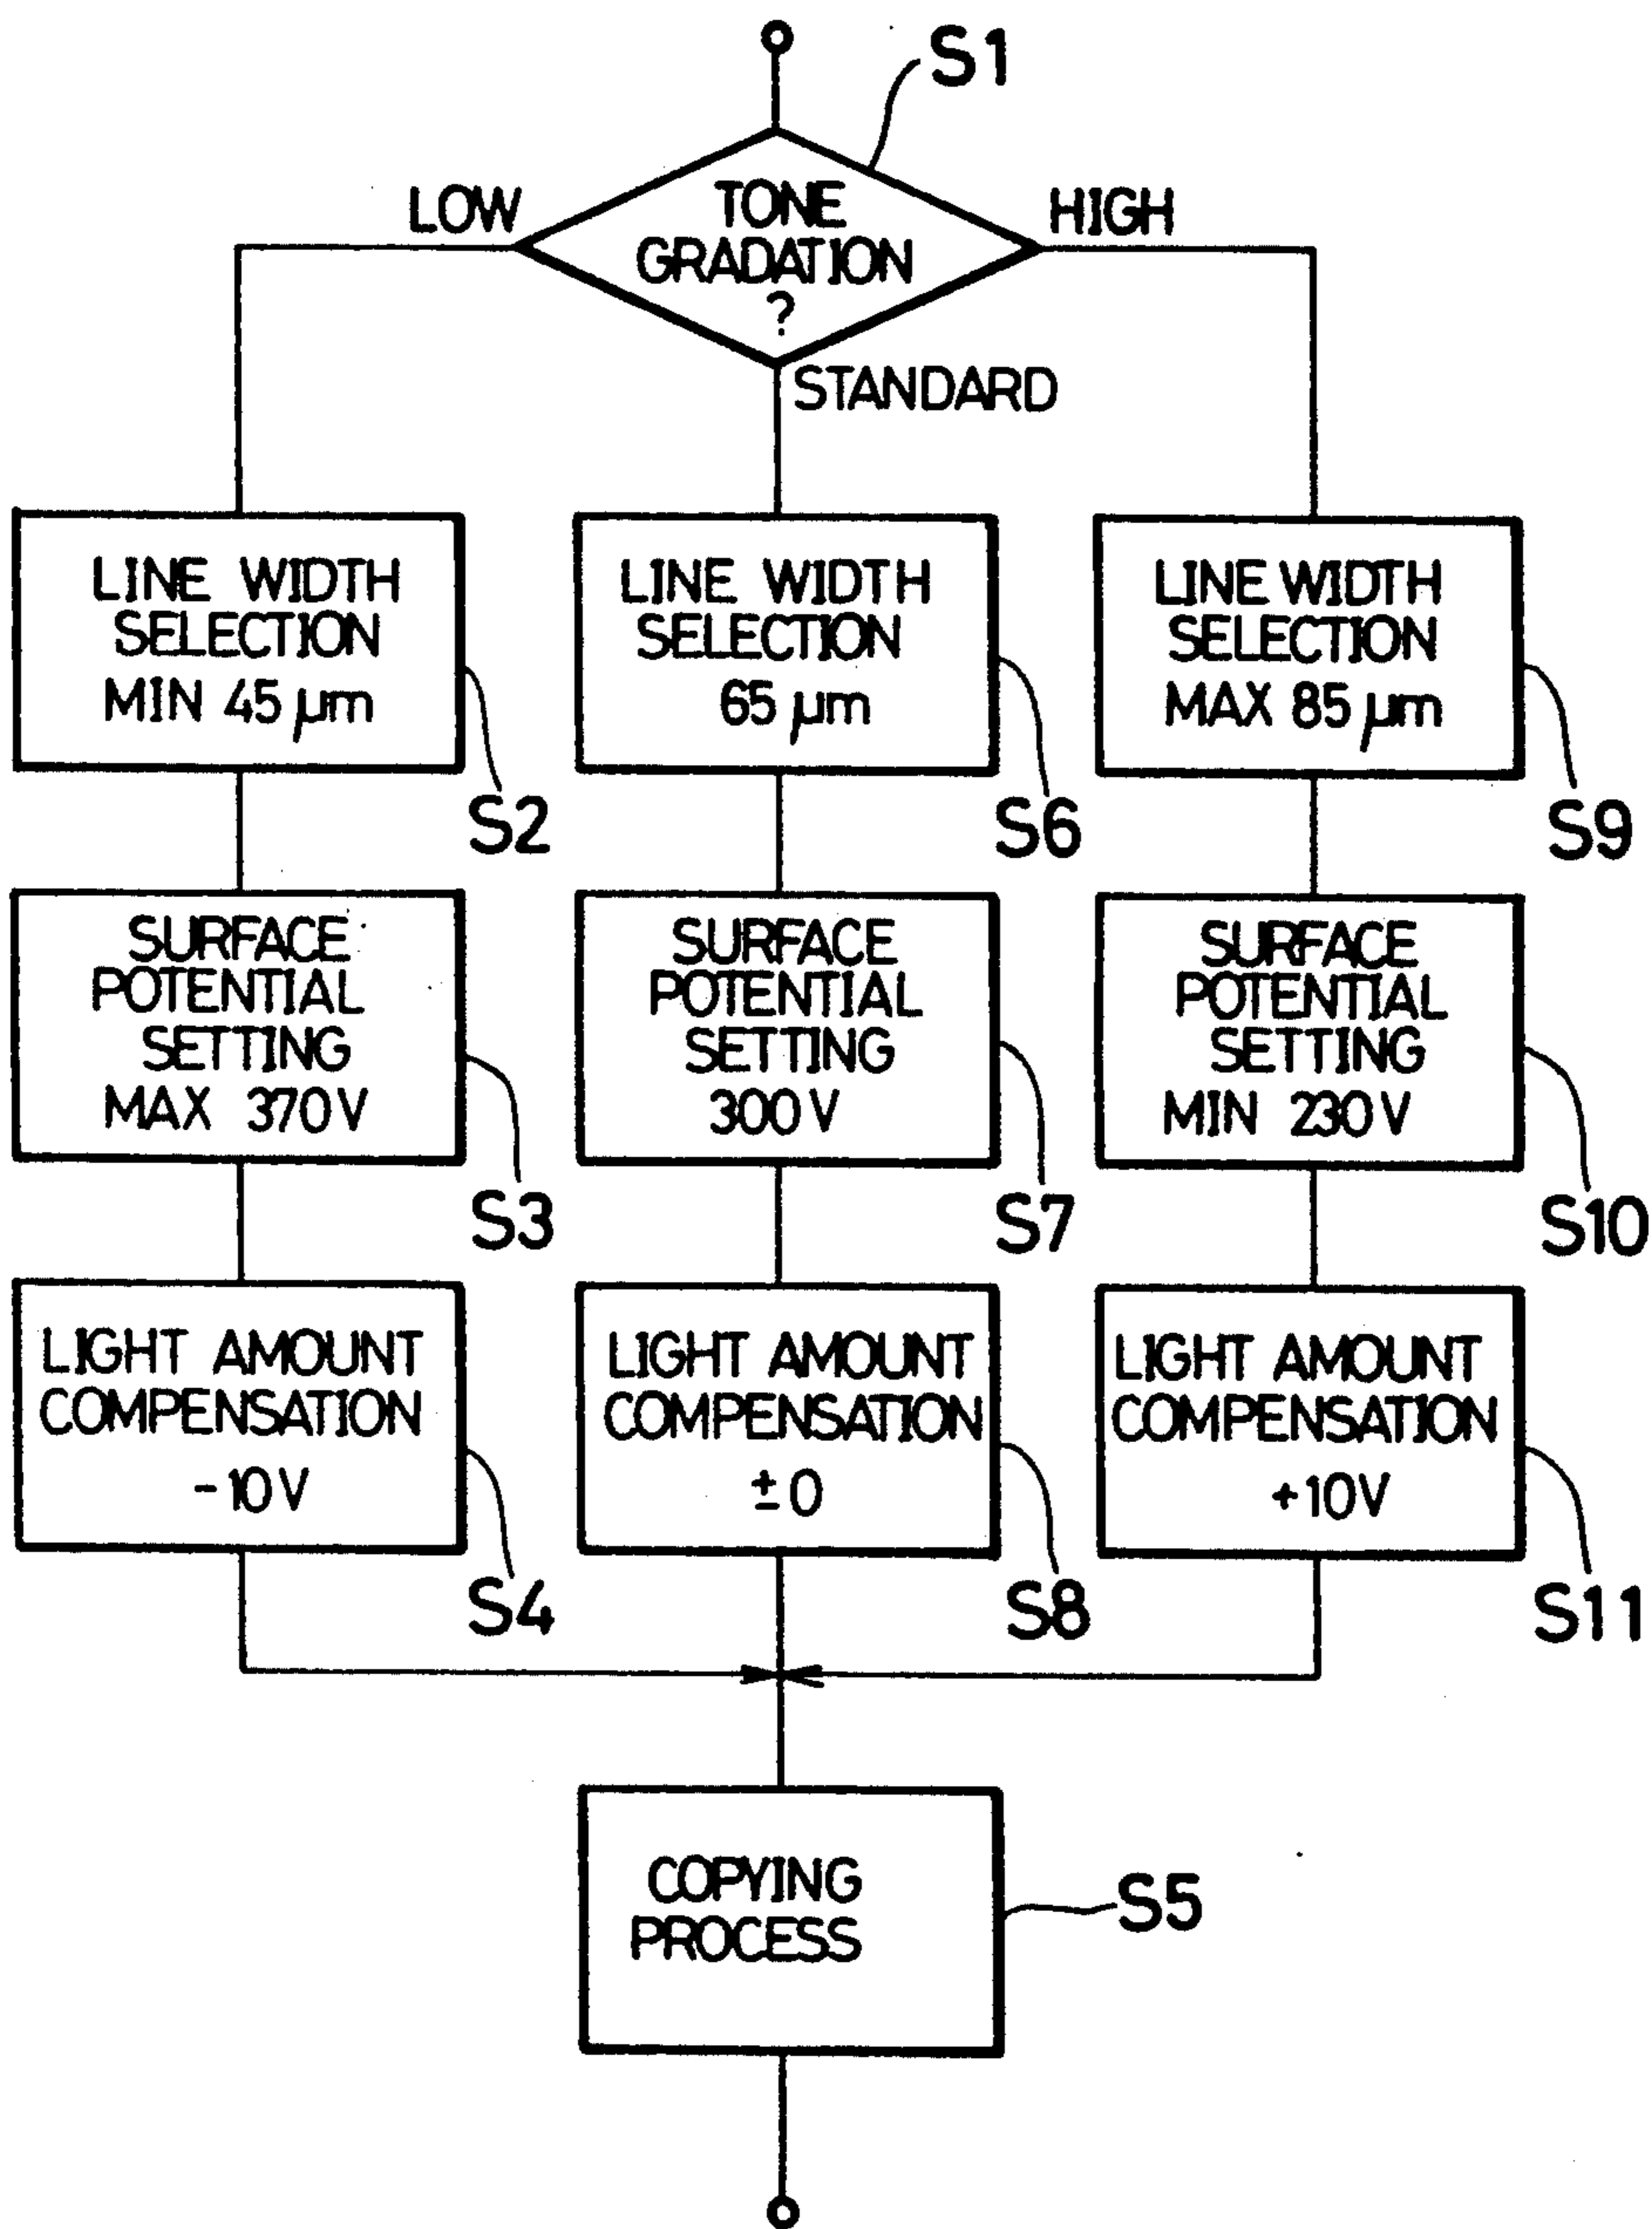 S1
TONE
GRADATION
?
LOW
HIGH
STANDARD
LINE WIDTH
SELECTION
MIN 45 µm
S2
LINE WIDTH
SELECTION
65 µm
S6
LINE WIDTH
SELECTION
MAX 85 µm
S9
SURFACE
POTENTIAL
SETTING
MAX 370V
S3
SURFACE
POTENTIAL
SETTING
300V
S7
SURFACE
POTENTIAL
SETTING
MIN 230V
S10
LIGHT AMOUNT
COMPENSATION
-10V
S4
LIGHT AMOUNT
COMPENSATION
±0
S8
LIGHT AMOUNT
COMPENSATION
+10V
S11
COPYING
PROCESS
S5